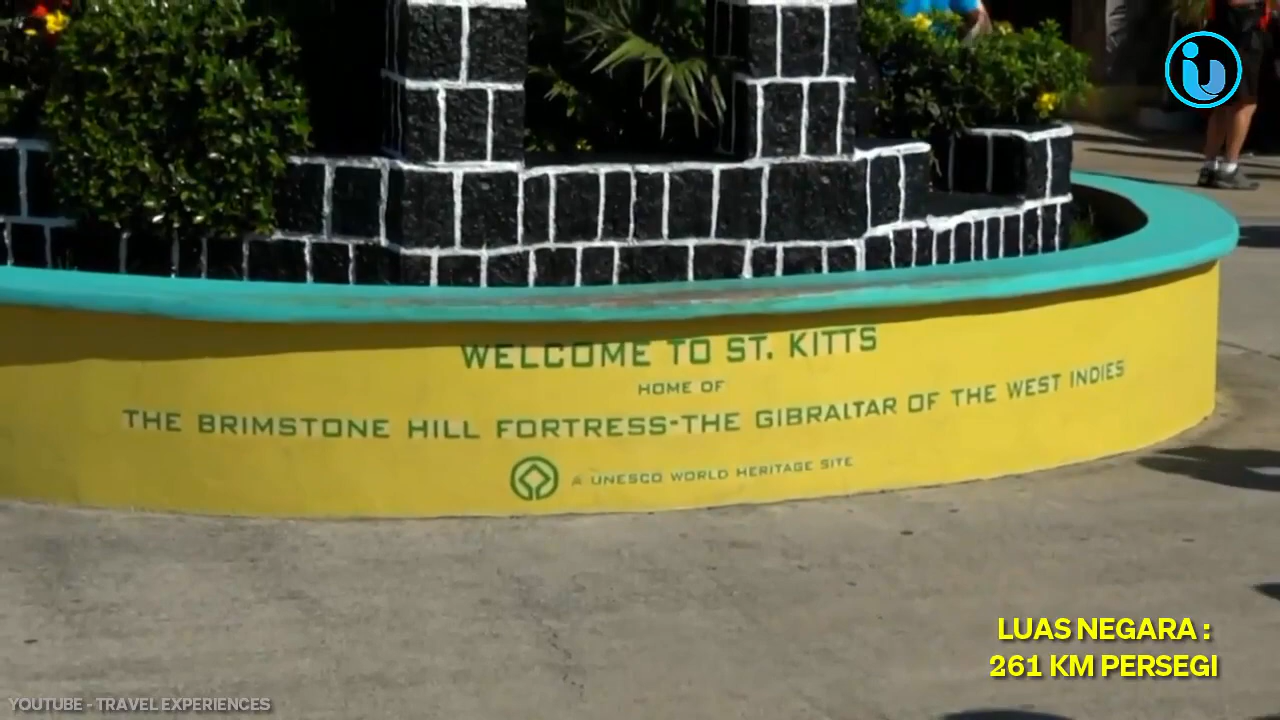 WELCOME TO ST. KITTS
HOME OF
THE BRIMSTONE HILL FORTRESS-THE GIBRALTAR OF THE WEST INDIES
A UNESCO WORLD HERITAGE SITE
LUAS NEGARA :
261 KM PERSEGI
YOUTUBE - TRAVEL EXPERIENCES